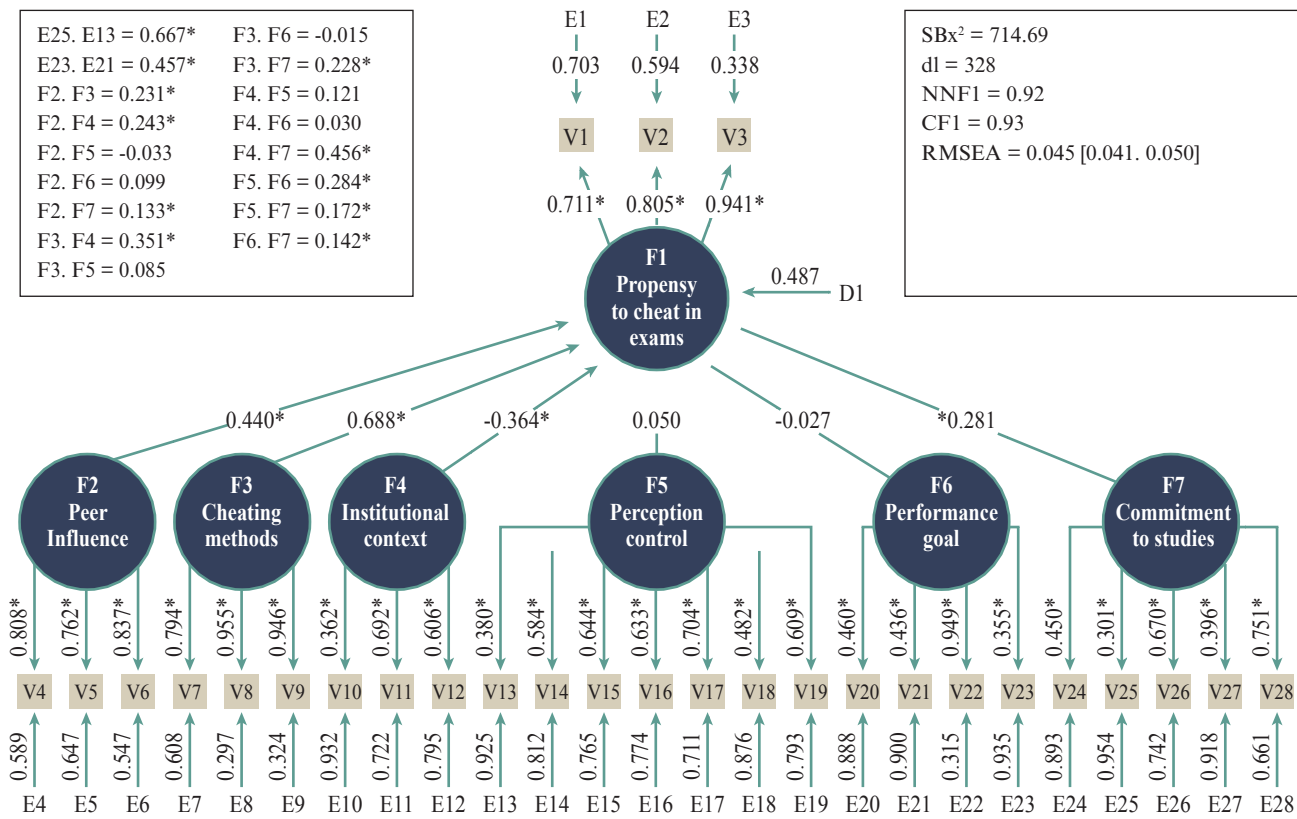 E25. E13 = 0.667*
E23. E21 = 0.457*
F2. F3 = 0.231*
F2. F4 = 0.243*
F2. F5 = -0.033
F2. F6 = 0.099
F2. F7 = 0.133*
F3. F4 = 0.351*
F3. F5 = 0.085
F3. F6 = -0.015
F3. F7 = 0.228*
F4. F5 = 0.121
F4. F6 = 0.030
F4. F7 = 0.456*
F5. F6 = 0.284*
F5. F7 = 0.172*
F6. F7 = 0.142*
E1 E2 E3
0.703 0.594 0.338
V1 V2 V3
0.711* 0.805* 0.941*
SBx² = 714.69
dl = 328
NNF1 = 0.92
CF1 = 0.93
RMSEA = 0.045 [0.041. 0.050]
F1
Propensy
to cheat in
exams
0.487
D1
0.440* 0.688* -0.364* 0.050 -0.027 *0.281
F2
Peer
Influence
F3
Cheating
methods
F4
Institutional
context
F5
Perception
control
F6
Performance
goal
F7
Commitment
to studies
0.808* 0.762* 0.837* 0.794* 0.955* 0.946* 0.362* 0.692* 0.606* 0.380* 0.584* 0.644* 0.633* 0.704* 0.482* 0.609* 0.460* 0.436* 0.949* 0.355* 0.450* 0.301* 0.670* 0.396* 0.751*
V4 V5 V6 V7 V8 V9 V10 V11 V12 V13 V14 V15 V16 V17 V18 V19 V20 V21 V22 V23 V24 V25 V26 V27 V28
0.589 0.647 0.547 0.608 0.297 0.324 0.932 0.722 0.795 0.925 0.812 0.765 0.774 0.711 0.876 0.793 0.888 0.900 0.315 0.935 0.893 0.954 0.742 0.918 0.661
E4 E5 E6 E7 E8 E9 E10 E11 E12 E13 E14 E15 E16 E17 E18 E19 E20 E21 E22 E23 E24 E25 E26 E27 E28